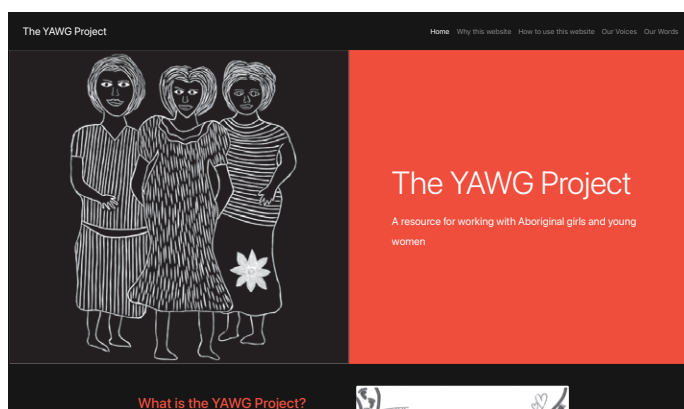 The YAWG Project
Home Why this website How to use this website Our Voices Our Words
The YAWG Project
A resource for working with Aboriginal girls and young
women
What is the YAWG Project?